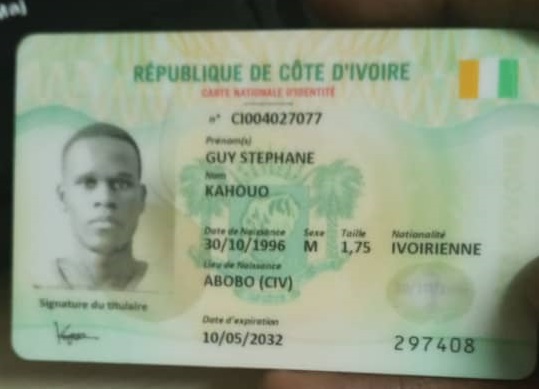 RÉPUBLIQUE DE CÔTE D'IVOIRE
CARTE NATIONALE D'IDENTITÉ
n° CI004027077
Prénom(s)
GUY STEPHANE
Nom
KAHOUO
Date de Naissance Sexe Taille Nationalité
30/10/1996 M 1,75 IVOIRIENNE
Lieu de Naissance
ABOBO (CIV)
Signature du titulaire
Date d'expiration
10/05/2032
297408